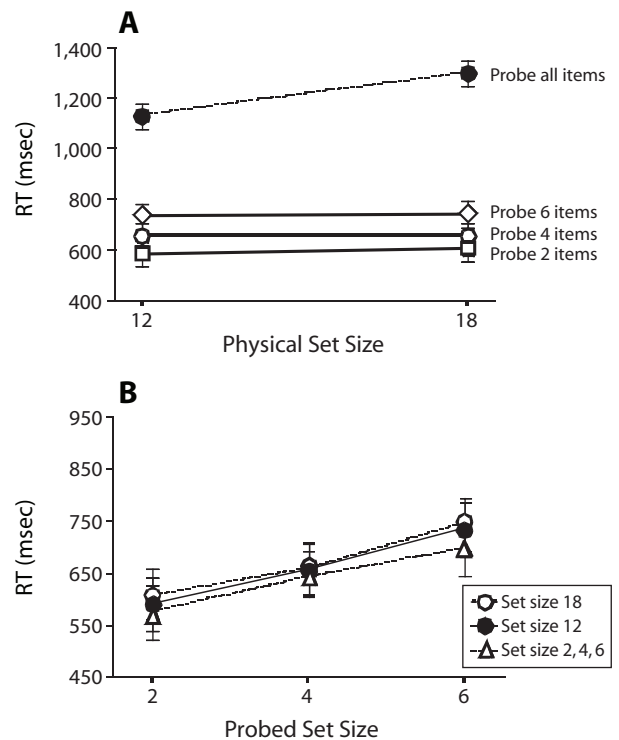 A
1,400
1,200
1,000
800
600
400
RT (msec)
Probe all items
Probe 6 items
Probe 4 items
Probe 2 items
12 18
Physical Set Size
B
950
850
750
650
550
450
RT (msec)
Set size 18
Set size 12
Set size 2, 4, 6
2 4 6
Probed Set Size